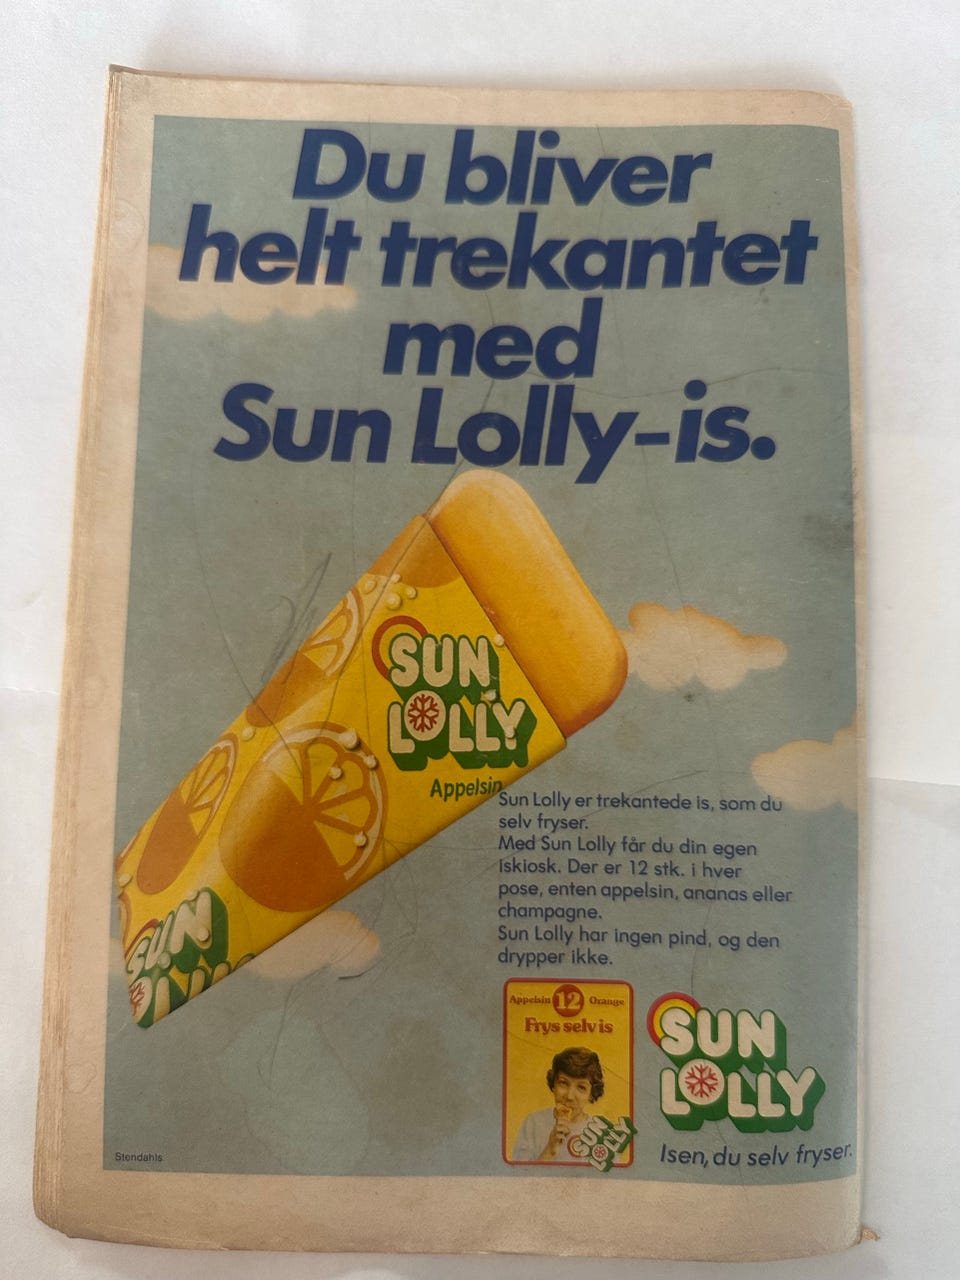 Du bliver
helt trekantet
med
Sun Lolly-is.
SUN
LOLLY
Appelsin
SUN
Sun Lolly er trekantede is, som du
selv fryser.
Med Sun Lolly får du din egen
iskiosk. Der er 12 stk. i hver
pose, enten appelsin, ananas eller
champagne.
Sun Lolly har ingen pind, og den
drypper ikke.
Appelsin 12 Orange
Frys selv is
SUN
LOLLY
SUN
LOLLY
Isen, du selv fryser.
Stendahls